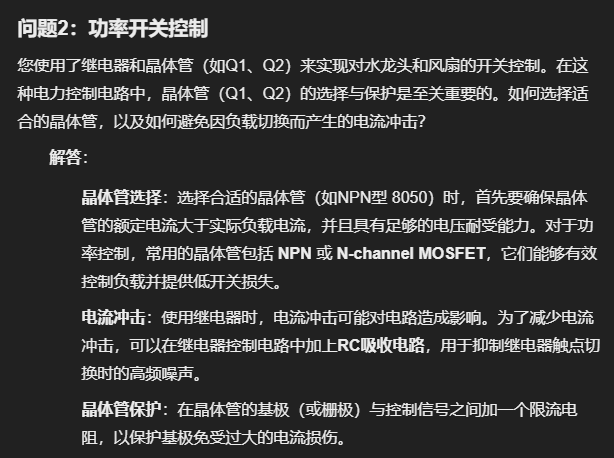 问题2：功率开关控制
您使用了继电器和晶体管（如Q1、Q2）来实现对水龙头和风扇的开关控制。在这
种电力控制电路中，晶体管（Q1、Q2）的选择与保护是至关重要的。如何选择适
合的晶体管，以及如何避免因负载切换而产生的电流冲击？
解答：
晶体管选择：选择合适的晶体管（如NPN型 8050）时，首先要确保晶体
管的额定电流大于实际负载电流，并且具有足够的电压耐受能力。对于功
率控制，常用的晶体管包括 NPN 或 N-channel MOSFET，它们能够有效
控制负载并提供低开关损失。
电流冲击：使用继电器时，电流冲击可能对电路造成影响。为了减少电流
冲击，可以在继电器控制电路中加上RC吸收电路，用于抑制继电器触点切
换时的高频噪声。
晶体管保护：在晶体管的基极（或栅极）与控制信号之间加一个限流电
阻，以保护基极免受过大的电流损伤。